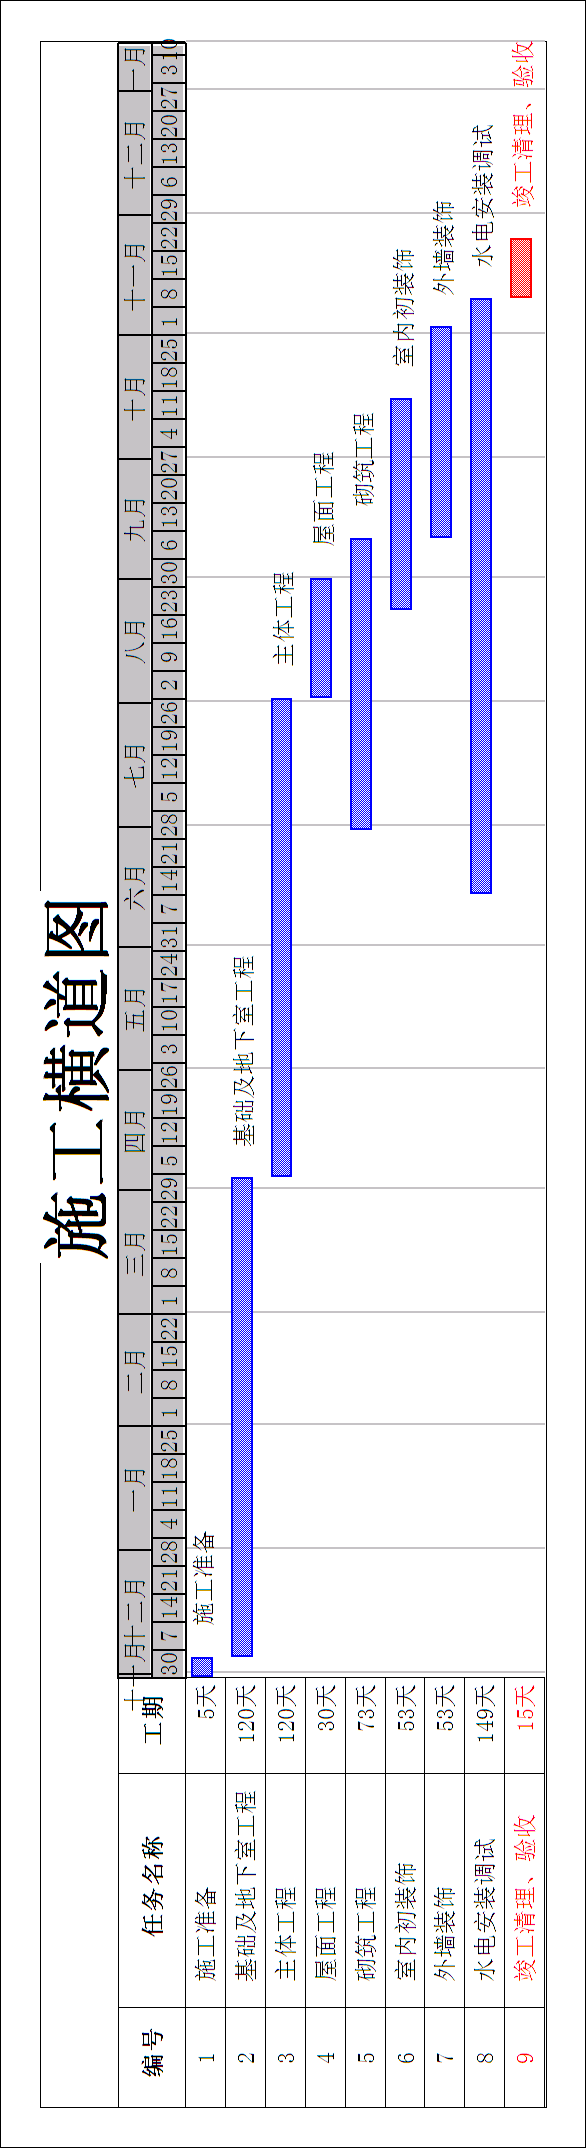 施工横道图
编号 任务名称 工期 十一月 十二月 一月 二月 三月 四月 五月 六月 七月 八月 九月 十月 十一月 十二月 一月
30 7 14 21 28 4 11 18 25 1 8 15 22 1 8 15 22 29 5 12 19 26 3 10 17 24 31 7 14 21 28 5 12 19 26 2 9 16 23 30 6 13 20 27 4 11 18 25 1 8 15 22 29 6 13 20 27 3 10
1 施工准备 5天 施工准备
2 基础及地下室工程 120天 基础及地下室工程
3 主体工程 120天 主体工程
4 屋面工程 30天 屋面工程
5 砌筑工程 73天 砌筑工程
6 室内初装饰 53天 室内初装饰
7 外墙装饰 53天 外墙装饰
8 水电安装调试 149天 水电安装调试
9 竣工清理、验收 15天 竣工清理、验收